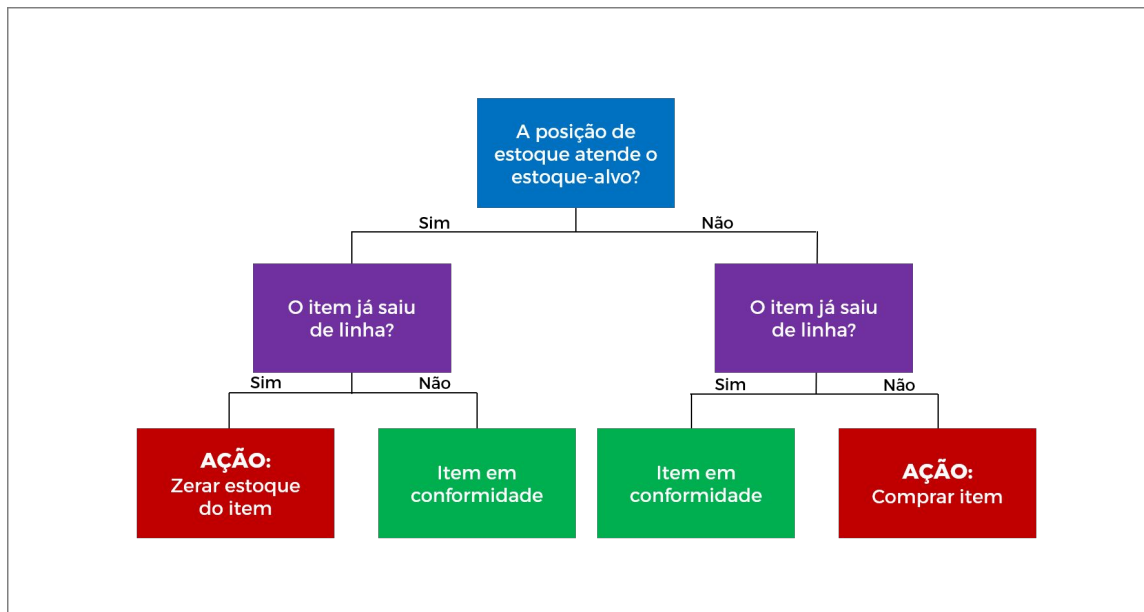 A posição de
estoque atende o
estoque-alvo?
Sim
Não
O item já saiu
de linha?
O item já saiu
de linha?
Sim
Não
Sim
Não
AÇÃO:
Zerar estoque
do item
Item em
conformidade
Item em
conformidade
AÇÃO:
Comprar item